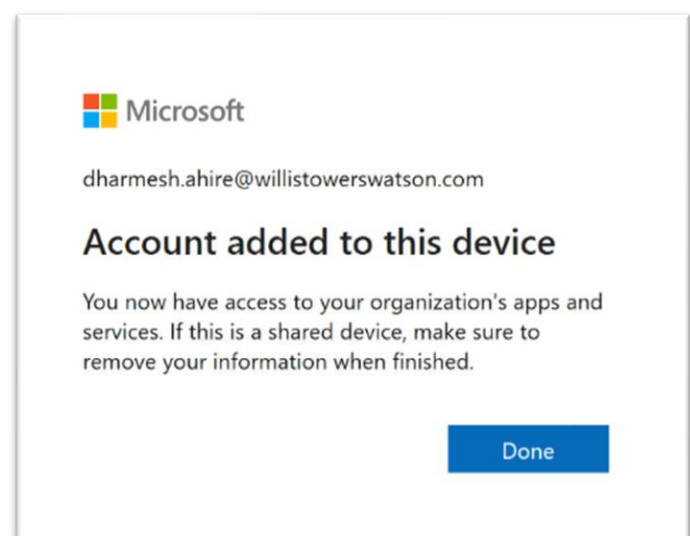 Microsoft
dharmesh.ahire@willistowerswatson.com
Account added to this device
You now have access to your organization's apps and
services. If this is a shared device, make sure to
remove your information when finished.
Done